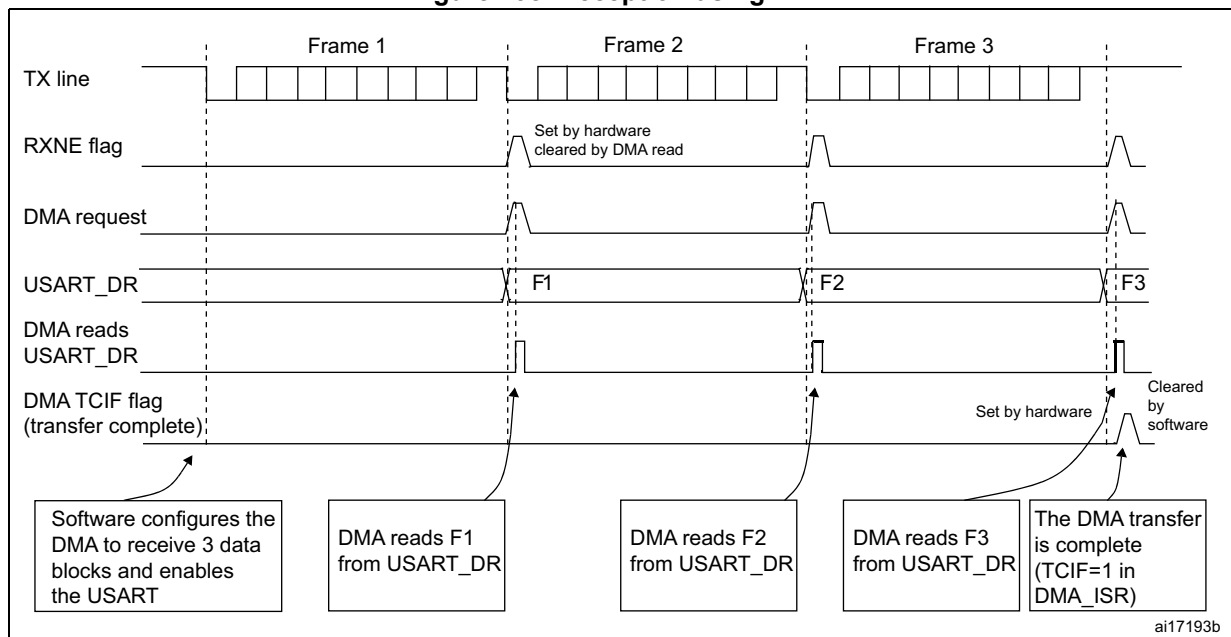 Frame 1 Frame 2 Frame 3
TX line
RXNE flag
Set by hardware
cleared by DMA read
DMA request
USART_DR
F1 F2 F3
DMA reads
USART_DR
DMA TCIF flag
(transfer complete)
Set by hardware
Cleared
by
software
Software configures the
DMA to receive 3 data
blocks and enables
the USART
DMA reads F1
from USART_DR
DMA reads F2
from USART_DR
DMA reads F3
from USART_DR
The DMA transfer
is complete
(TCIF=1 in
DMA_ISR)
ai17193b